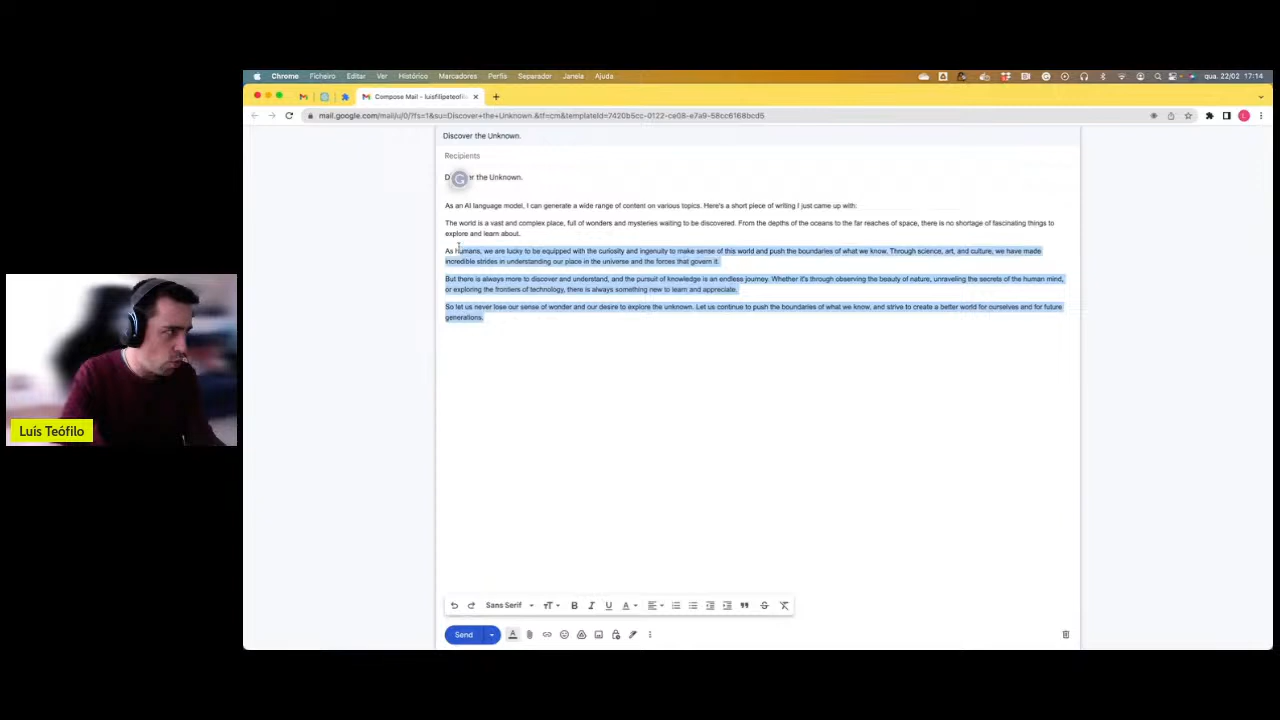 Chrome Ficheiro Editar Ver Histórico Marcadores Perfis Separador Janela Ajuda qua. 22/02 17:14
Compose Mail - luisfilipeteofil
mail.google.com/mail/u/0/?fs=1&su=Discover+the+Unknown.&tf=cm&templateId=7420b5cc-0122-ce08-e7a9-58cc6168bcd5
Discover the Unknown.
Recipients
D er the Unknown.
As an AI language model, I can generate a wide range of content on various topics. Here's a short piece of writing I just came up with:
The world is a vast and complex place, full of wonders and mysteries waiting to be discovered. From the depths of the oceans to the far reaches of space, there is no shortage of fascinating things to
explore and learn about.
As humans, we are lucky to be equipped with the curiosity and ingenuity to make sense of this world and push the boundaries of what we know. Through science, art, and culture, we have made
incredible strides in understanding our place in the universe and the forces that govern it.
But there is always more to discover and understand, and the pursuit of knowledge is an endless journey. Whether it's through observing the beauty of nature, unraveling the secrets of the human mind,
or exploring the frontiers of technology, there is always something new to learn and appreciate.
So let us never lose our sense of wonder and our desire to explore the unknown. Let us continue to push the boundaries of what we know, and strive to create a better world for ourselves and for future
generations.
Luís Teófilo
Sans Serif
Send